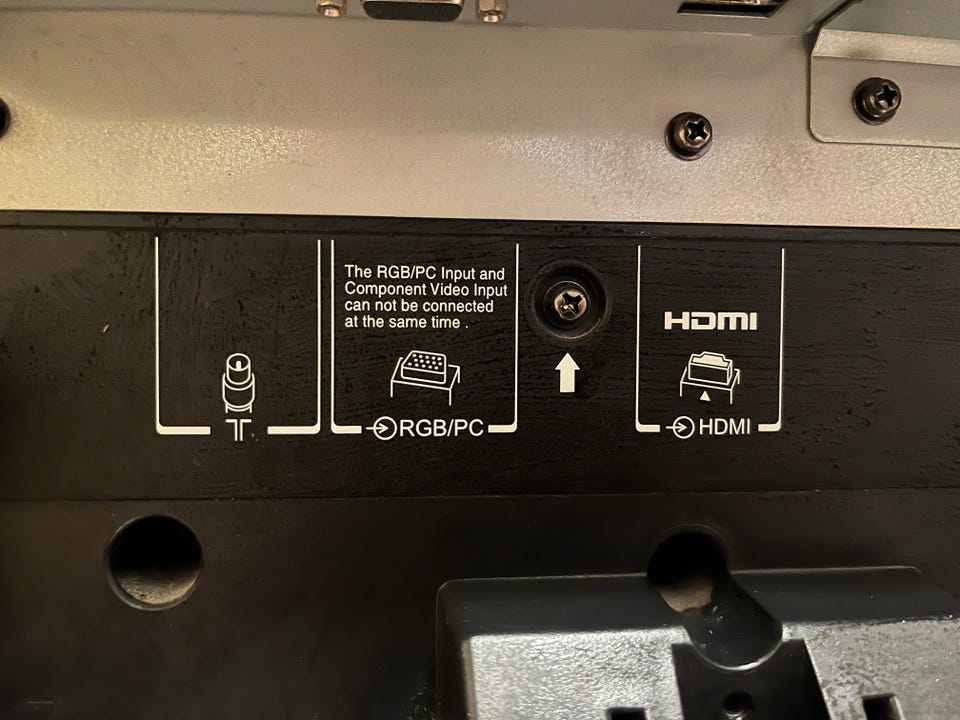 The RGB/PC Input and
Component Video Input
can not be connected
at the same time .
HDMI
RGB/PC
HDMI